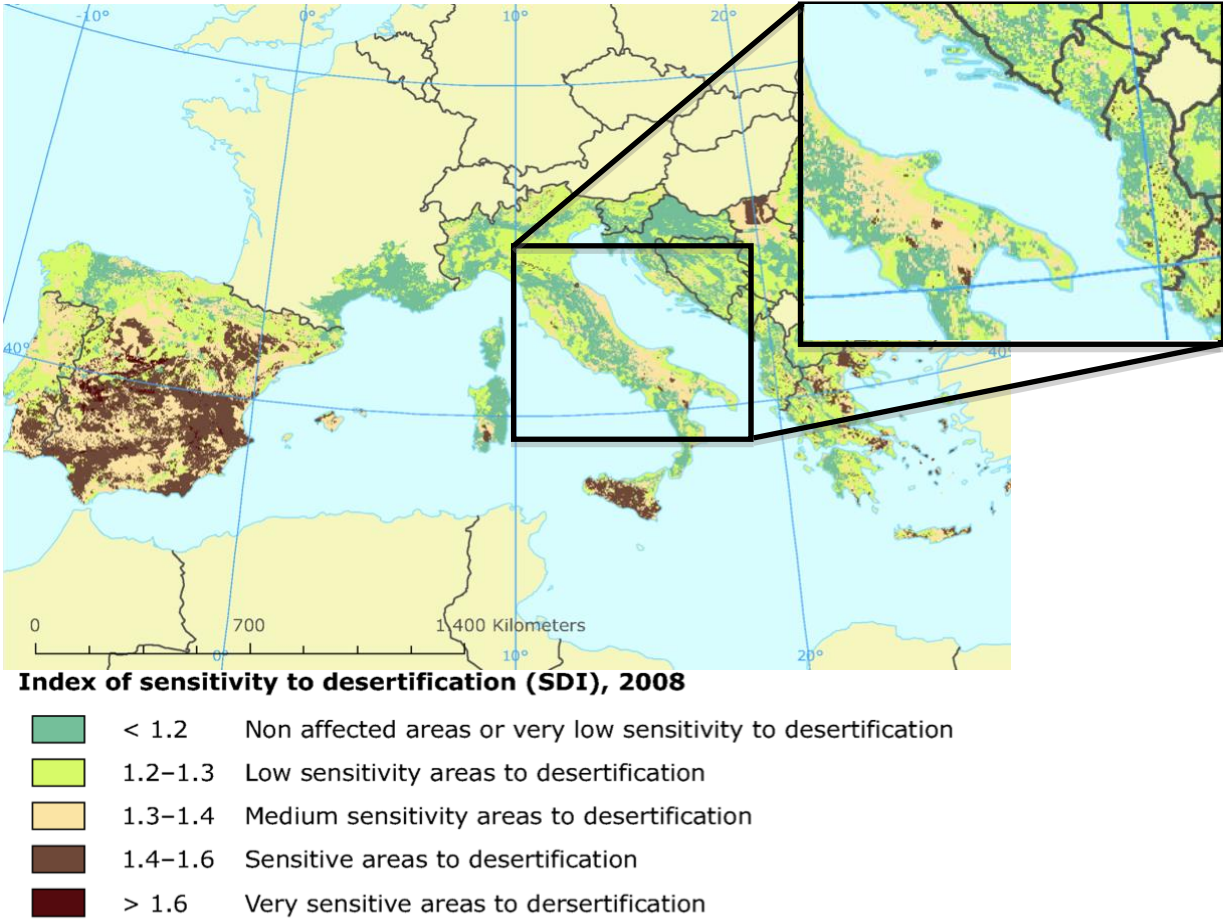 -10° 0° 10° 20°
40° 40°
0 700 1 400 Kilometers
0° 10° 20°
Index of sensitivity to desertification (SDI), 2008
< 1.2 Non affected areas or very low sensitivity to desertification
1.2–1.3 Low sensitivity areas to desertification
1.3–1.4 Medium sensitivity areas to desertification
1.4–1.6 Sensitive areas to desertification
> 1.6 Very sensitive areas to dersertification